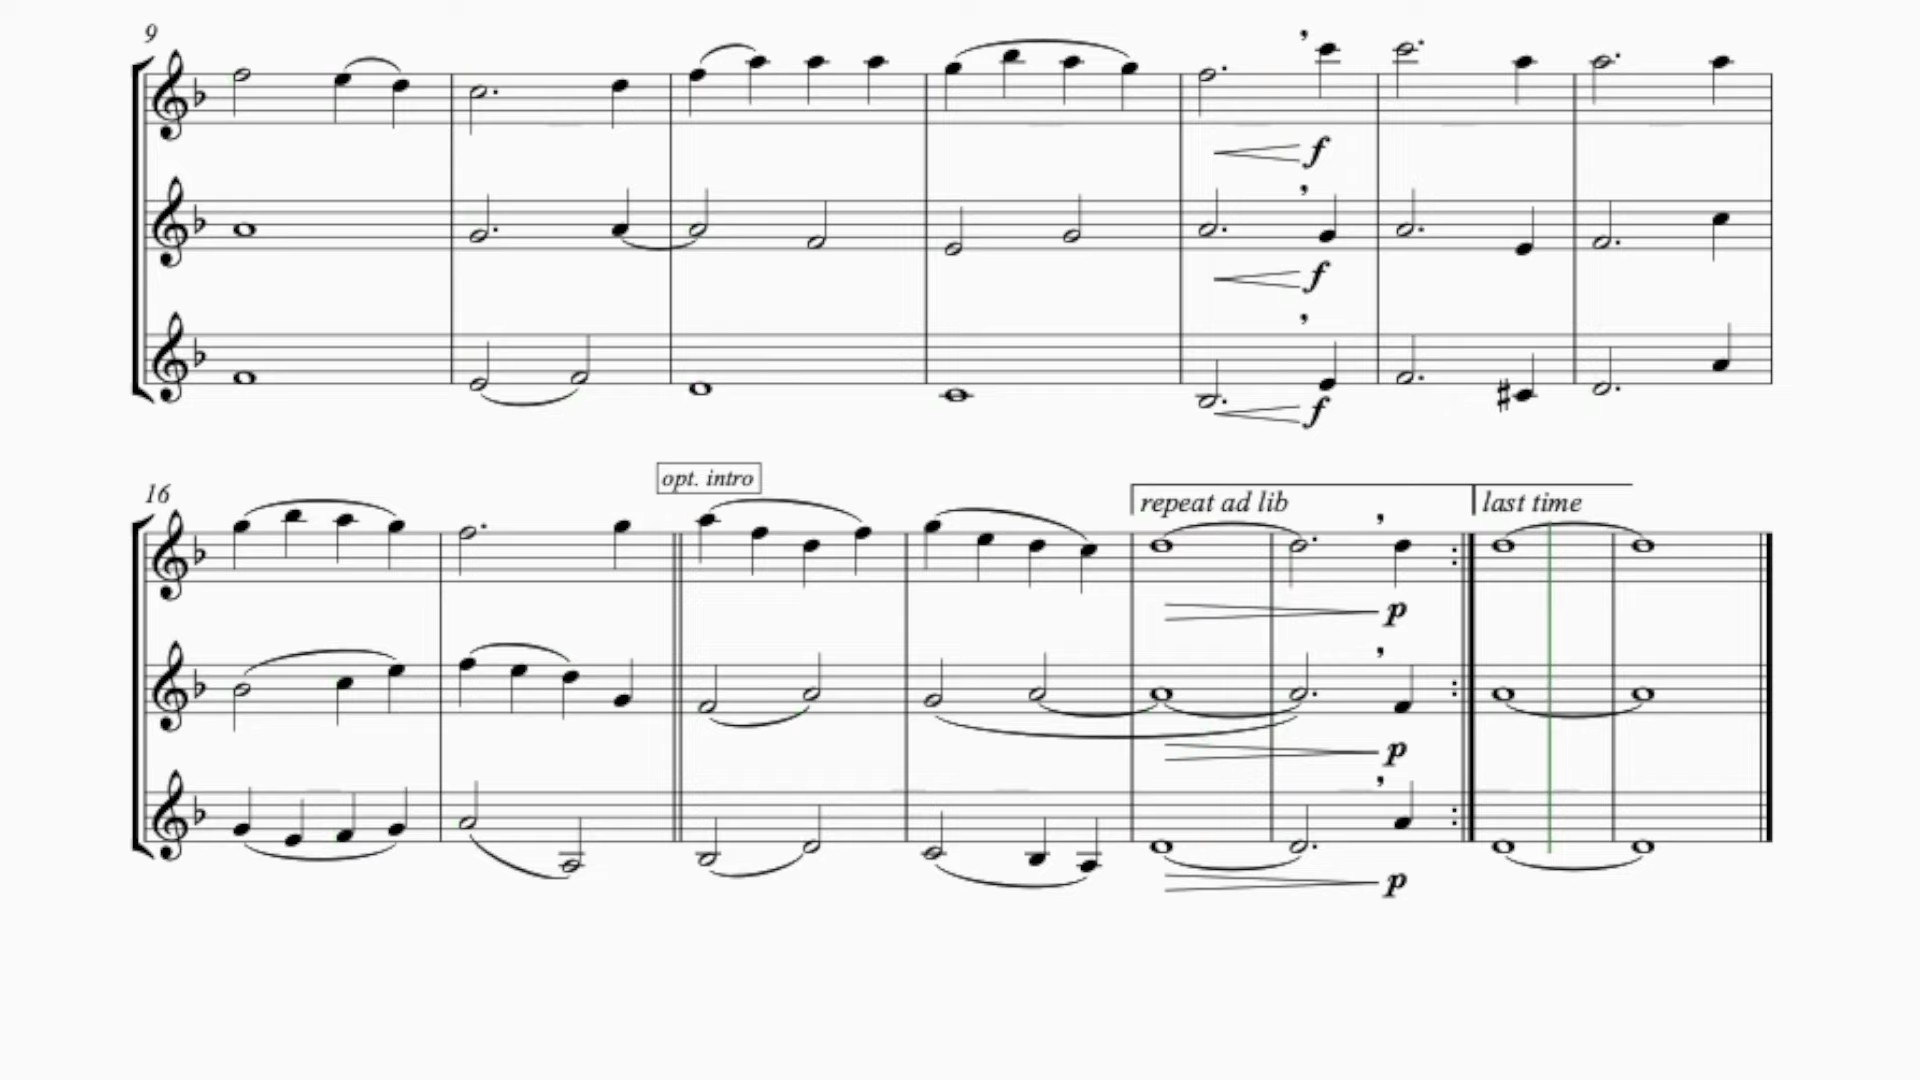 9
f
f
f
16
opt. intro
repeat ad lib
last time
p
p
p